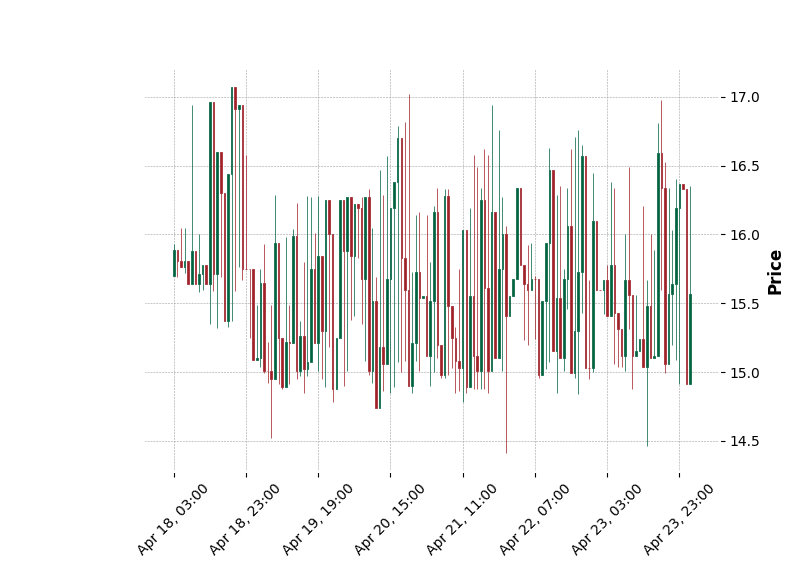 17.0
16.5
16.0
15.5
15.0
14.5
Price
Apr 18, 03:00
Apr 18, 23:00
Apr 19, 19:00
Apr 20, 15:00
Apr 21, 11:00
Apr 22, 07:00
Apr 23, 03:00
Apr 23, 23:00